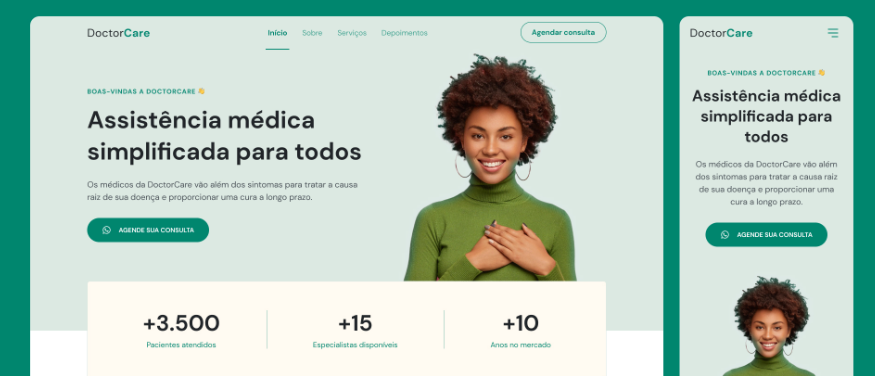 DoctorCare
Início Sobre Serviços Depoimentos
Agendar consulta
BOAS-VINDAS A DOCTORCARE 👋
Assistência médica
simplificada para todos
Os médicos da DoctorCare vão além dos sintomas para tratar a causa
raiz de sua doença e proporcionar uma cura a longo prazo.
AGENDE SUA CONSULTA
+3.500
Pacientes atendidos
+15
Especialistas disponíveis
+10
Anos no mercado
DoctorCare
BOAS-VINDAS A DOCTORCARE 👋
Assistência médica
simplificada para
todos
Os médicos da DoctorCare vão além
dos sintomas para tratar a causa raiz
de sua doença e proporcionar uma
cura a longo prazo.
AGENDE SUA CONSULTA